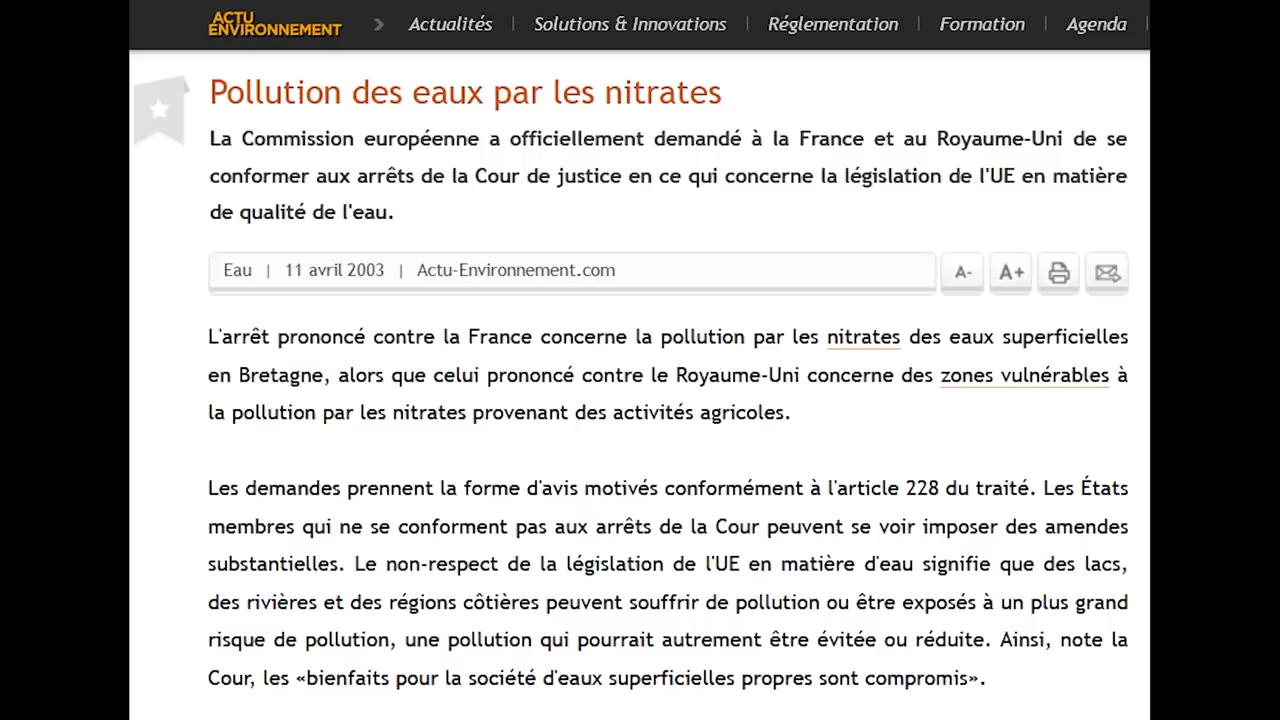 ACTU
ENVIRONNEMENT
Actualités | Solutions & Innovations | Réglementation | Formation | Agenda |
Pollution des eaux par les nitrates
La Commission européenne a officiellement demandé à la France et au Royaume-Uni de se
conformer aux arrêts de la Cour de justice en ce qui concerne la législation de l'UE en matière
de qualité de l'eau.
Eau | 11 avril 2003 | Actu-Environnement.com
A- A+
L'arrêt prononcé contre la France concerne la pollution par les nitrates des eaux superficielles
en Bretagne, alors que celui prononcé contre le Royaume-Uni concerne des zones vulnérables à
la pollution par les nitrates provenant des activités agricoles.
Les demandes prennent la forme d'avis motivés conformément à l'article 228 du traité. Les États
membres qui ne se conforment pas aux arrêts de la Cour peuvent se voir imposer des amendes
substantielles. Le non-respect de la législation de l'UE en matière d'eau signifie que des lacs,
des rivières et des régions côtières peuvent souffrir de pollution ou être exposés à un plus grand
risque de pollution, une pollution qui pourrait autrement être évitée ou réduite. Ainsi, note la
Cour, les «bienfaits pour la société d'eaux superficielles propres sont compromis».